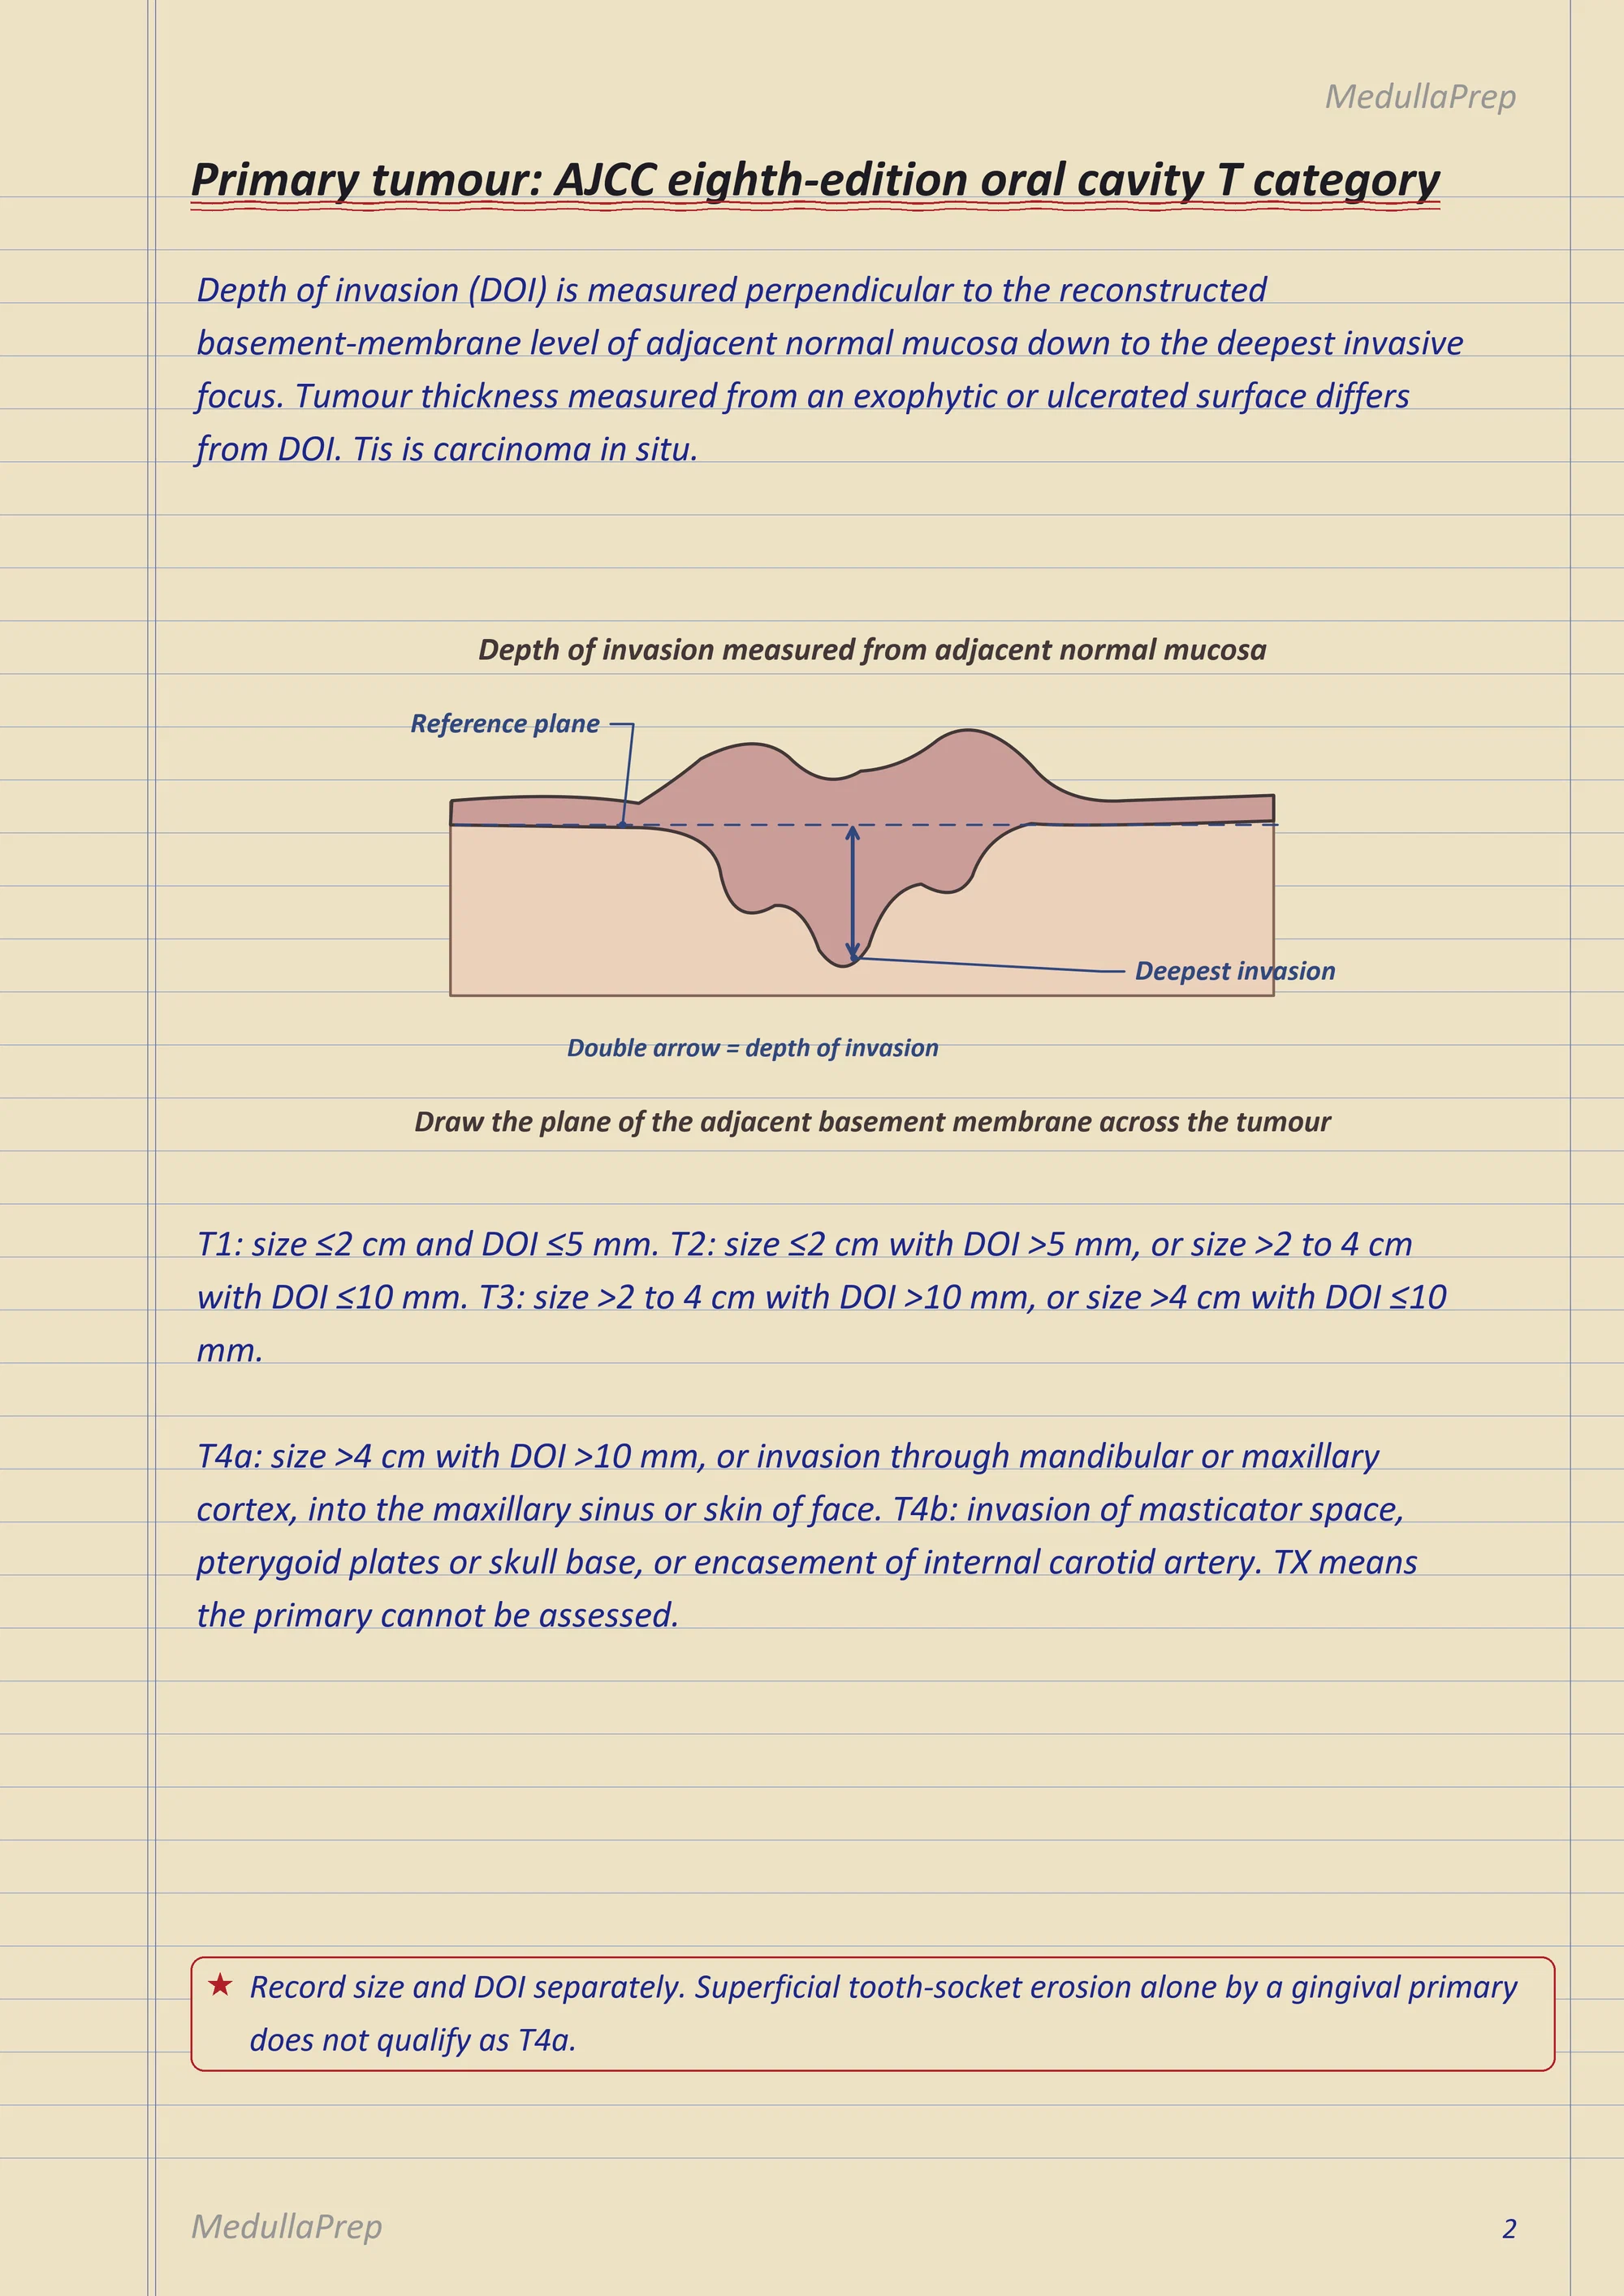 MedullaPrep
Primary tumour: AJCC eighth-edition oral cavity T category
Depth of invasion (DOI) is measured perpendicular to the reconstructed
basement-membrane level of adjacent normal mucosa down to the deepest invasive
focus. Tumour thickness measured from an exophytic or ulcerated surface differs
from DOI. Tis is carcinoma in situ.
Depth of invasion measured from adjacent normal mucosa
Reference plane
Deepest invasion
Double arrow = depth of invasion
Draw the plane of the adjacent basement membrane across the tumour
T1: size ≤2 cm and DOI ≤5 mm. T2: size ≤2 cm with DOI >5 mm, or size >2 to 4 cm
with DOI ≤10 mm. T3: size >2 to 4 cm with DOI >10 mm, or size >4 cm with DOI ≤10
mm.
T4a: size >4 cm with DOI >10 mm, or invasion through mandibular or maxillary
cortex, into the maxillary sinus or skin of face. T4b: invasion of masticator space,
pterygoid plates or skull base, or encasement of internal carotid artery. TX means
the primary cannot be assessed.
★ Record size and DOI separately. Superficial tooth-socket erosion alone by a gingival primary
does not qualify as T4a.
MedullaPrep
2